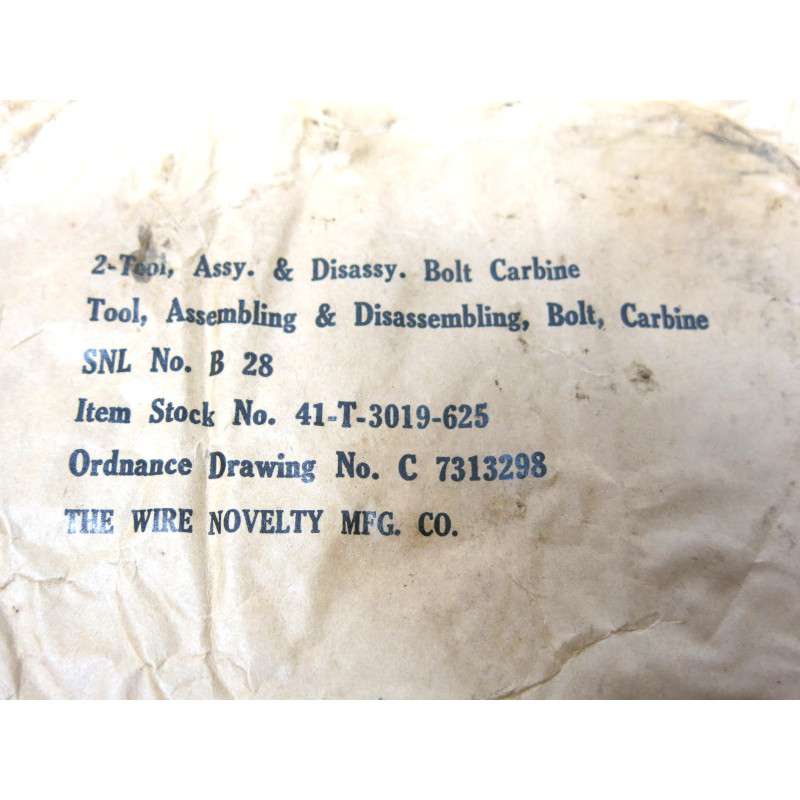 2-Tool, Assy. & Disassy. Bolt Carbine
Tool, Assembling & Disassembling, Bolt, Carbine
SNL No. B 28
Item Stock No. 41-T-3019-625
Ordnance Drawing No. C 7313298
THE WIRE NOVELTY MFG. CO.